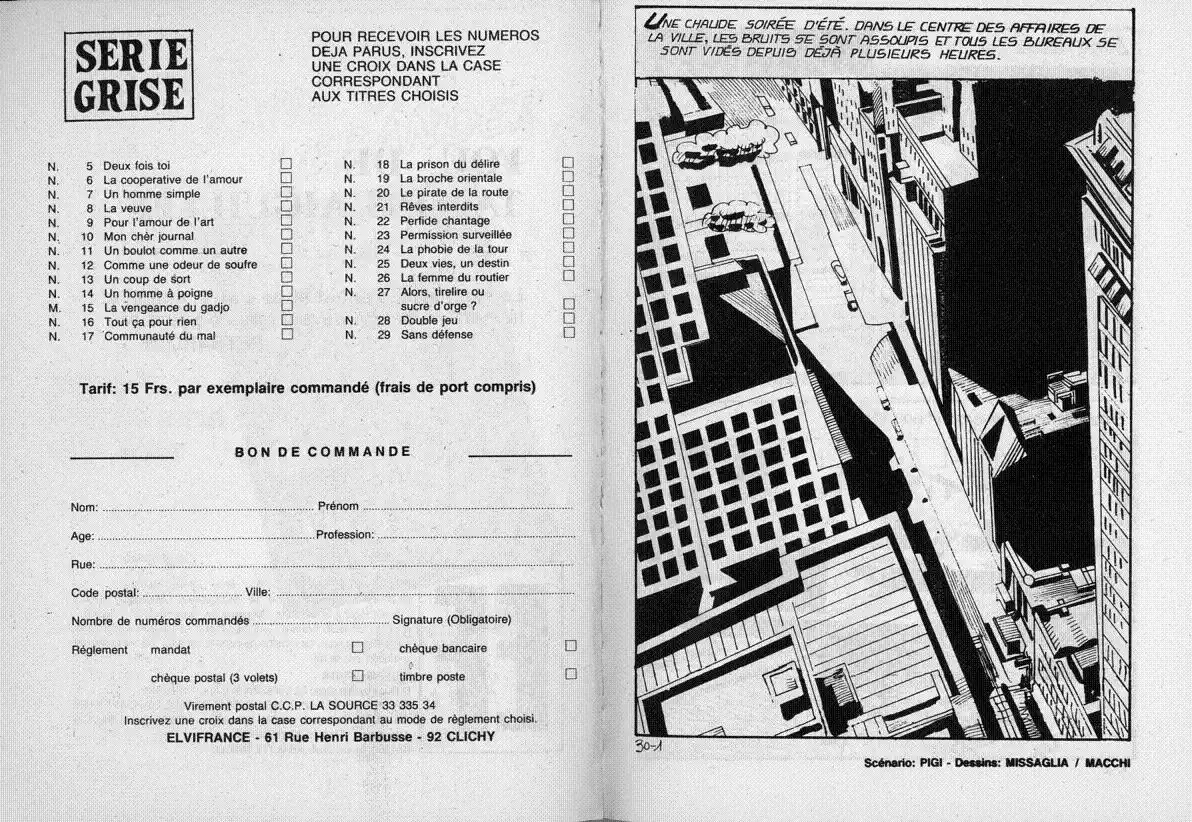 SERIE
GRISE
POUR RECEVOIR LES NUMEROS
DEJA PARUS, INSCRIVEZ
UNE CROIX DANS LA CASE
CORRESPONDANT
AUX TITRES CHOISIS
N. 5 Deux fois toi
N. 6 La cooperative de l'amour
N. 7 Un homme simple
N. 8 La veuve
N. 9 Pour l'amour de l'art
N. 10 Mon chèr journal
N. 11 Un boulot comme un autre
N. 12 Comme une odeur de soufre
N. 13 Un coup de sort
N. 14 Un homme à poigne
M. 15 La vengeance du gadjo
N. 16 Tout ça pour rien
N. 17 Communauté du mal
N. 18 La prison du délire
N. 19 La broche orientale
N. 20 Le pirate de la route
N. 21 Rêves interdits
N. 22 Perfide chantage
N. 23 Permission surveillée
N. 24 La phobie de la tour
N. 25 Deux vies, un destin
N. 26 La femme du routier
N. 27 Alors, tirelire ou
sucre d'orge ?
N. 28 Double jeu
N. 29 Sans défense
Tarif: 15 Frs. par exemplaire commandé (frais de port compris)
BON DE COMMANDE
Nom: Prénom
Age: Profession:
Rue:
Code postal: Ville:
Nombre de numéros commandés Signature (Obligatoire)
Réglement mandat chèque bancaire
chèque postal (3 volets) timbre poste
Virement postal C.C.P. LA SOURCE 33 335 34
Inscrivez une croix dans la case correspondant au mode de règlement choisi.
ELVIFRANCE - 61 Rue Henri Barbusse - 92 CLICHY
UNE CHAUDE SOIRÉE D'ÉTÉ. DANS LE CENTRE DES AFFAIRES DE
LA VILLE, LES BRUITS SE SONT ASSOUPIS ET TOUS LES BUREAUX SE
SONT VIDÉS DEPUIS DÉJÀ PLUSIEURS HEURES.
30-1
Scénario: PIGI - Dessins: MISSAGLIA / MACCHI